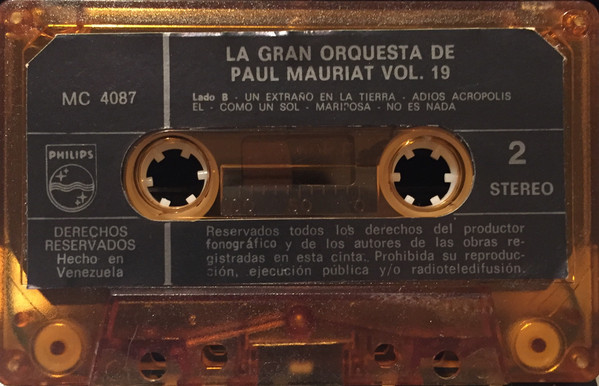 LA GRAN ORQUESTA DE
PAUL MAURIAT VOL. 19
MC 4087
Lado B - UN EXTRAÑO EN LA TIERRA - ADIOS ACROPOLIS
EL - COMO UN SOL - MARIPOSA - NO ES NADA
PHILIPS
2
STEREO
DERECHOS
RESERVADOS
Hecho en
Venezuela
Reservados todos los derechos del productor
fonográfico y de los autores de las obras re-
gistradas en esta cinta. Prohibida su reproduc-
ción, ejecución pública y/o radioteledifusión.